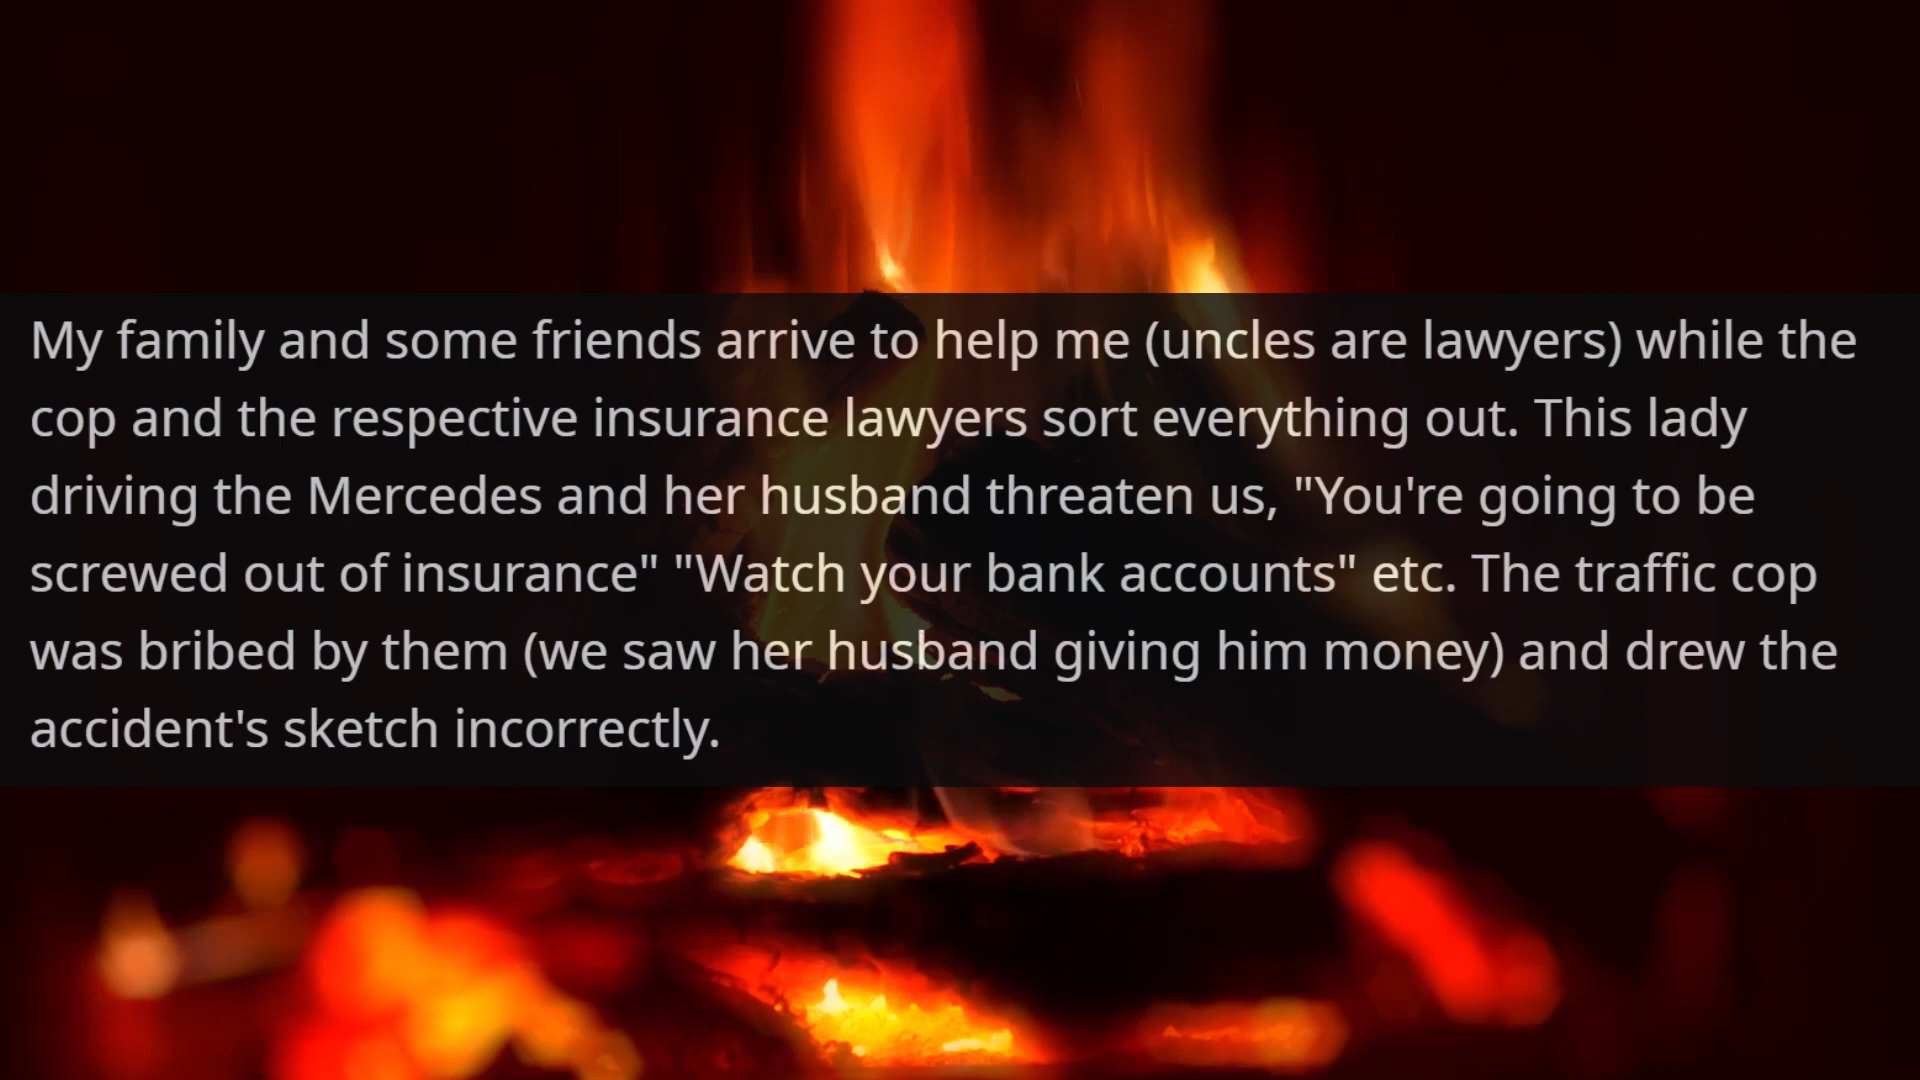 My family and some friends arrive to help me (uncles are lawyers) while the
cop and the respective insurance lawyers sort everything out. This lady
driving the Mercedes and her husband threaten us, "You're going to be
screwed out of insurance" "Watch your bank accounts" etc. The traffic cop
was bribed by them (we saw her husband giving him money) and drew the
accident's sketch incorrectly.